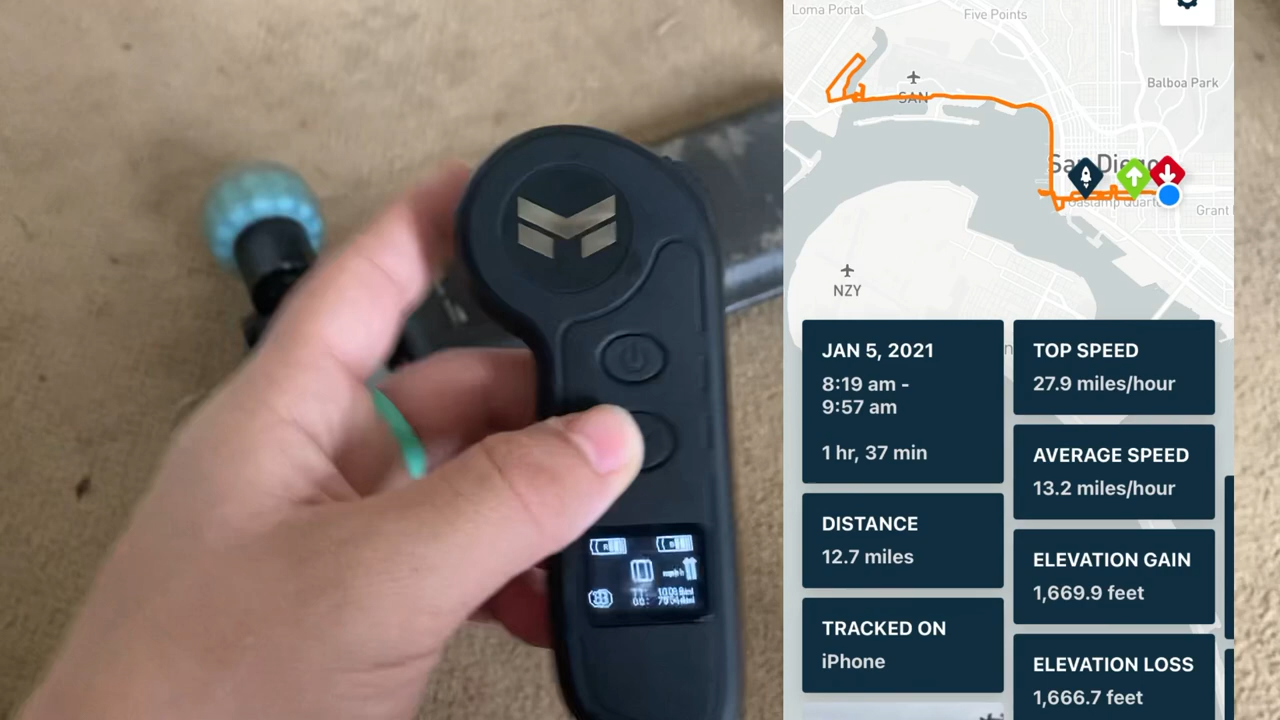 Loma Portal
Five Points
Balboa Park
SAN
San Diego
Gaslamp Quarte
Grant
NZY
JAN 5, 2021
8:19 am -
9:57 am
1 hr, 37 min
DISTANCE
12.7 miles
TRACKED ON
iPhone
TOP SPEED
27.9 miles/hour
AVERAGE SPEED
13.2 miles/hour
ELEVATION GAIN
1,669.9 feet
ELEVATION LOSS
1,666.7 feet